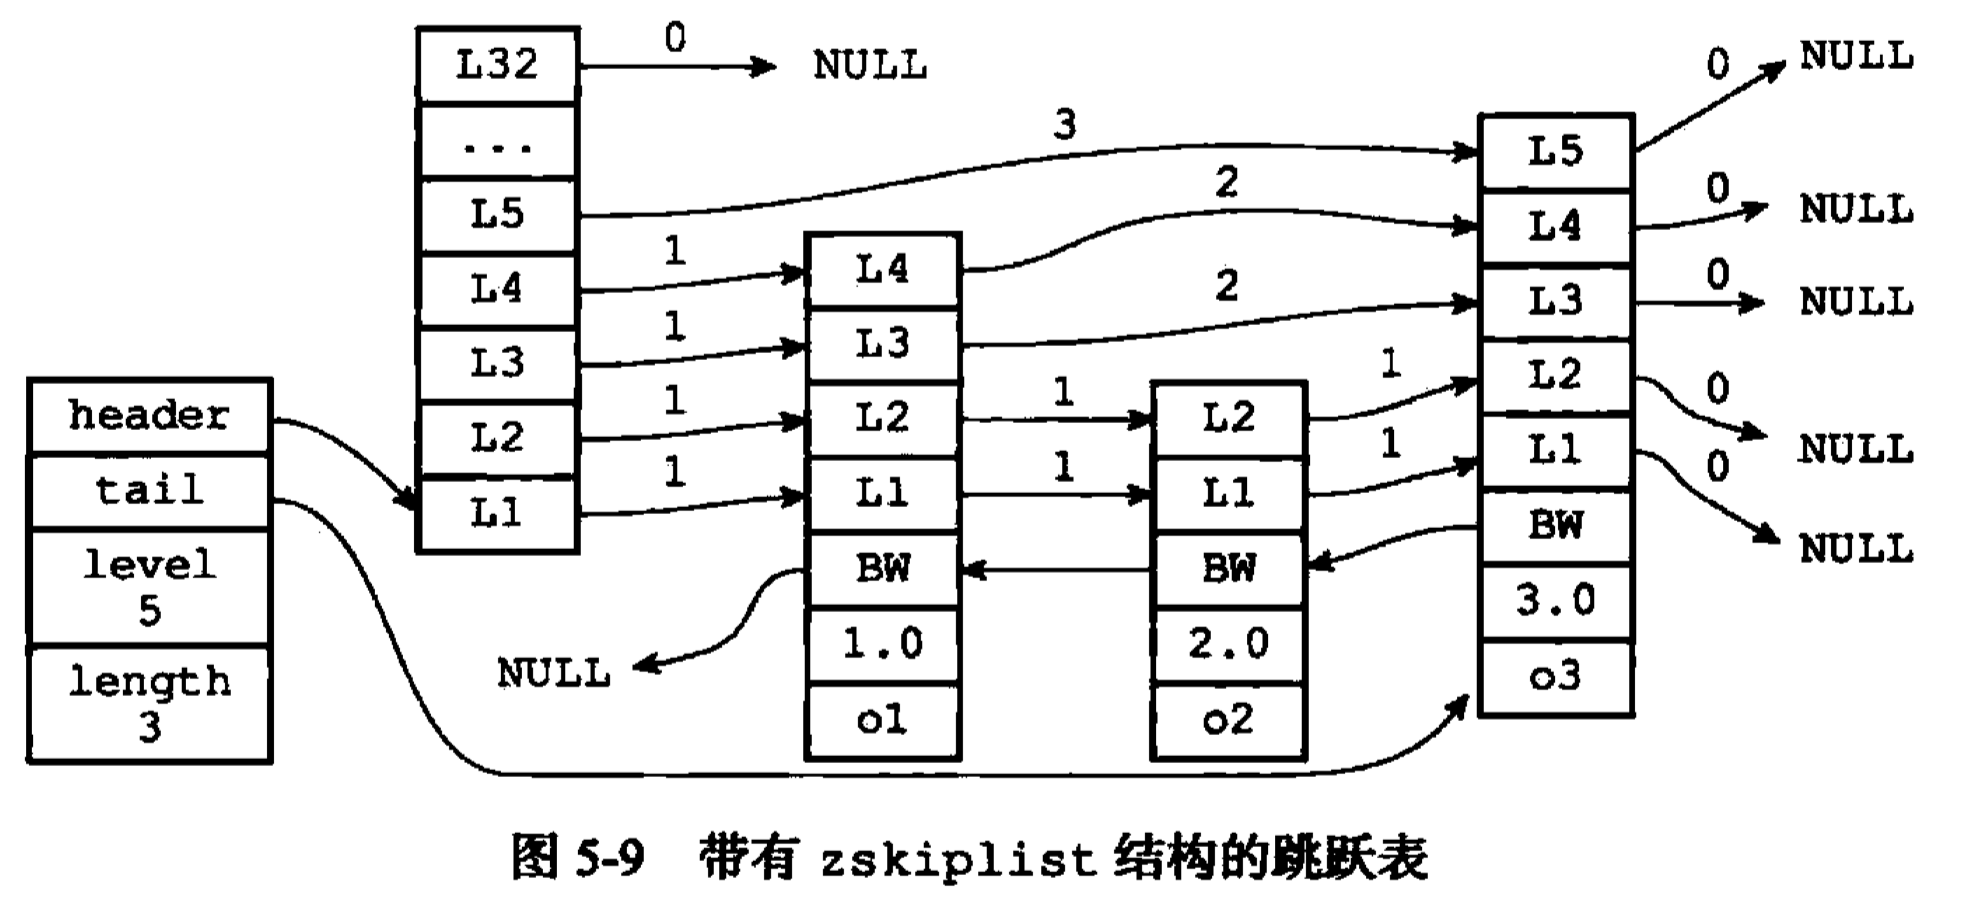 L32
0
NULL
...
L5
3
L4
1
L3
1
L2
1
L1
1
header
tail
level
5
length
3
L4
2
L3
2
L2
1
L1
1
BW
1.0
o1
NULL
L2
1
L1
1
BW
2.0
o2
L5
0
NULL
L4
0
NULL
L3
0
NULL
L2
0
NULL
L1
0
NULL
BW
3.0
o3
图 5-9 带有 zskiplist 结构的跳跃表